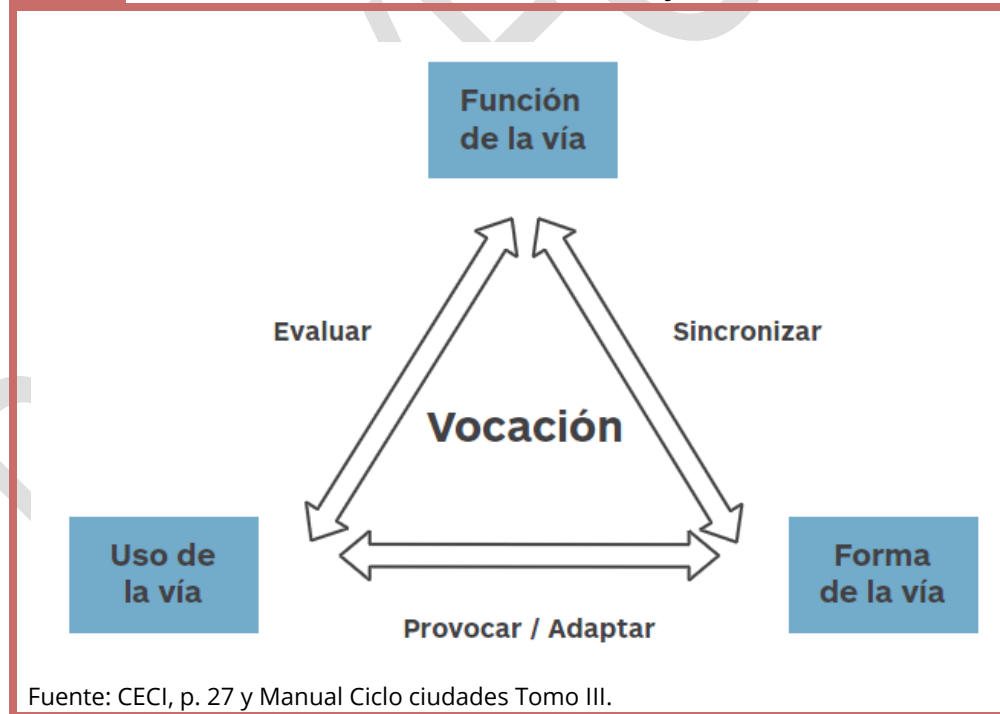 Función
de la vía
Evaluar
Sincronizar
Vocación
Uso de
la vía
Forma
de la vía
Provocar / Adaptar
Fuente: CECI, p. 27 y Manual Ciclo ciudades Tomo III.